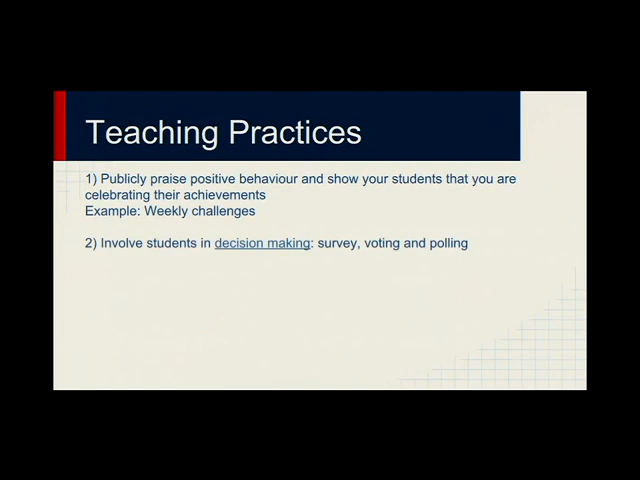 Teaching Practices
1) Publicly praise positive behaviour and show your students that you are
celebrating their achievements
Example: Weekly challenges
2) Involve students in decision making: survey, voting and polling